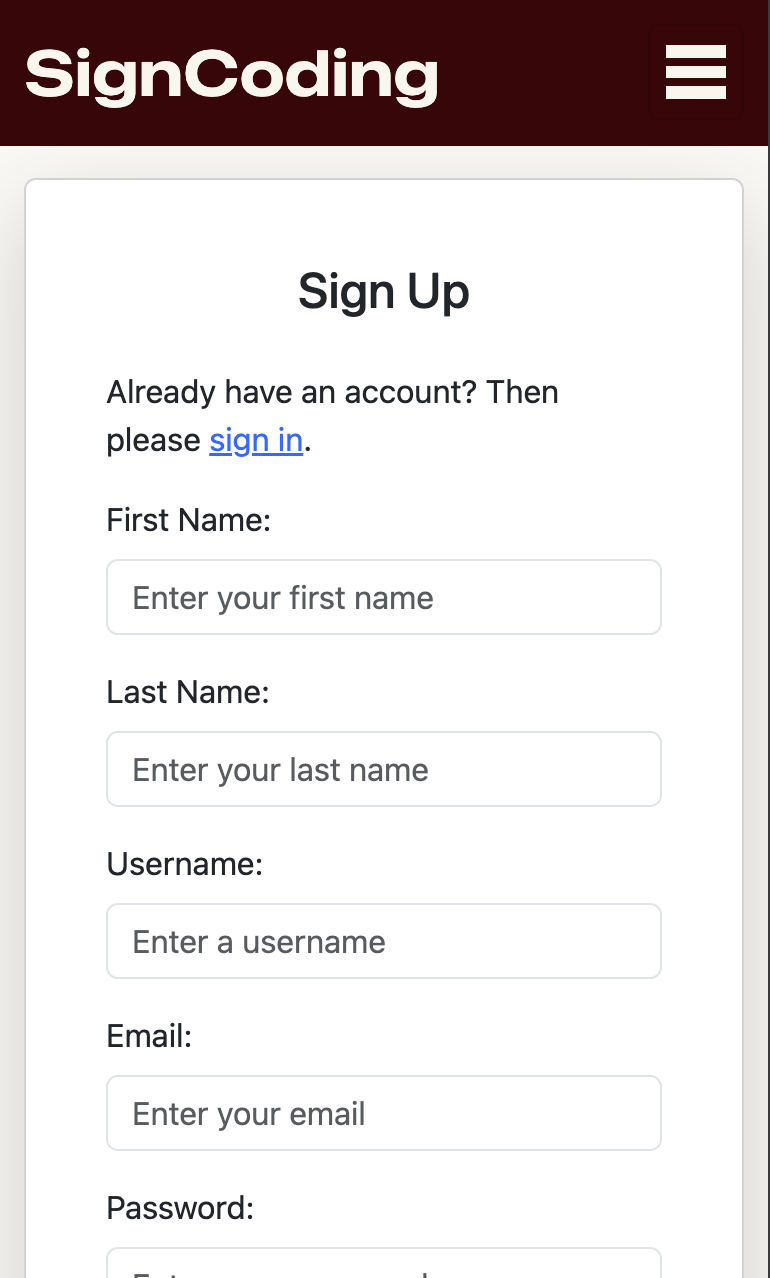 SignCoding
Sign Up
Already have an account? Then
please sign in.
First Name:
Enter your first name
Last Name:
Enter your last name
Username:
Enter a username
Email:
Enter your email
Password: